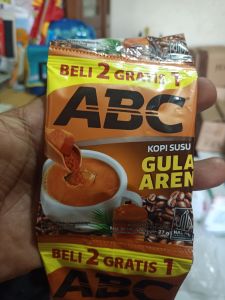 BELI 2 GRATIS 1
ABC
KOPI SUSU
GULA
AREN
BELI 2 GRATIS 1
ABC